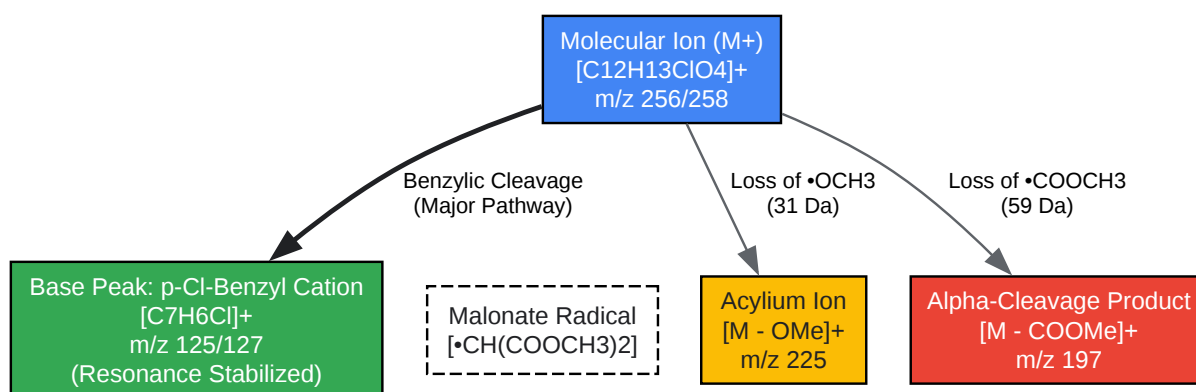 Molecular Ion (M+)
[C12H13ClO4]+
m/z 256/258
Benzylic Cleavage
(Major Pathway)
Loss of •OCH3
(31 Da)
Loss of •COOCH3
(59 Da)
Base Peak: p-Cl-Benzyl Cation
[C7H6Cl]+
m/z 125/127
(Resonance Stabilized)
Malonate Radical
[•CH(COOCH3)2]
Acylium Ion
[M - OMe]+
m/z 225
Alpha-Cleavage Product
[M - COOMe]+
m/z 197